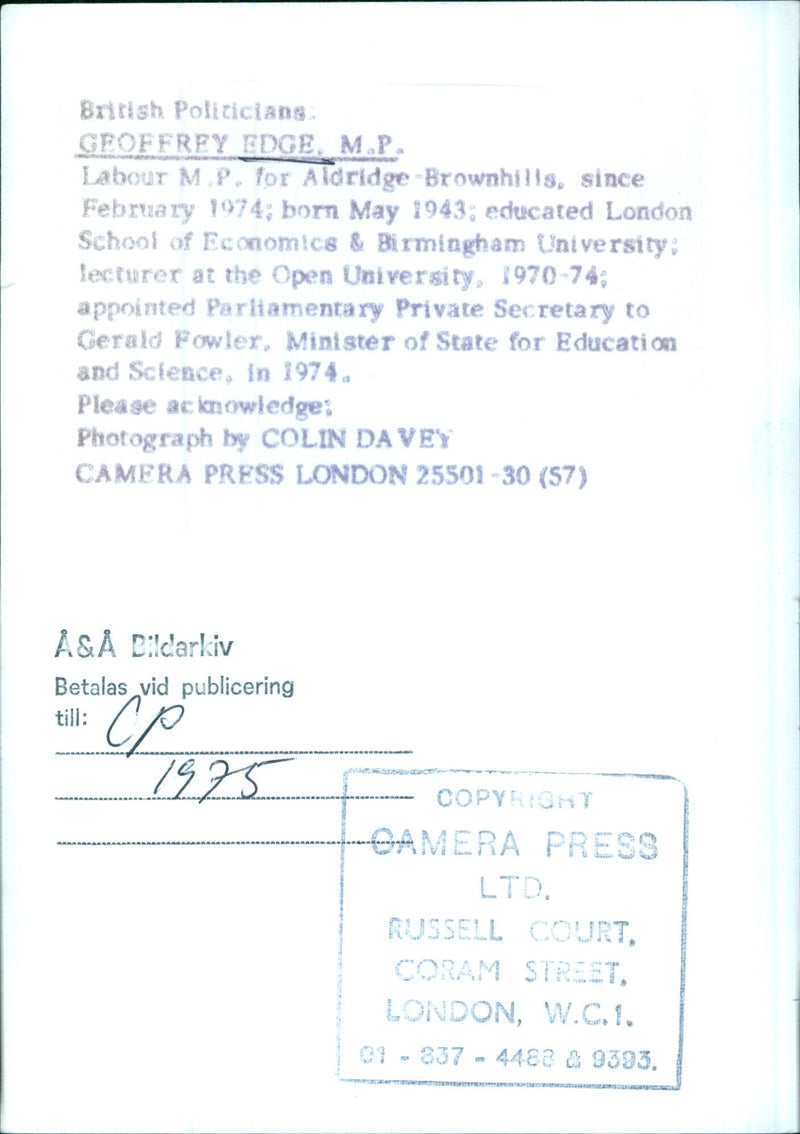 British Politicians:
GEOFFREY EDGE, M.P.
Labour M.P. for Aldridge-Brownhills, since
February 1974; born May 1943; educated London
School of Economics & Birmingham University;
lecturer at the Open University, 1970-74;
appointed Parliamentary Private Secretary to
Gerald Fowler, Minister of State for Education
and Science, in 1974.
Please acknowledge:
Photograph by COLIN DAVEY
CAMERA PRESS LONDON 25501-30 (57)
Å&Å Bildarkiv
Betalas vid publicering
till: CP
1975
COPYRIGHT
CAMERA PRESS
LTD.
RUSSELL COURT,
CORAM STREET,
LONDON, W.C.1.
01 - 837 - 4488 & 9393.